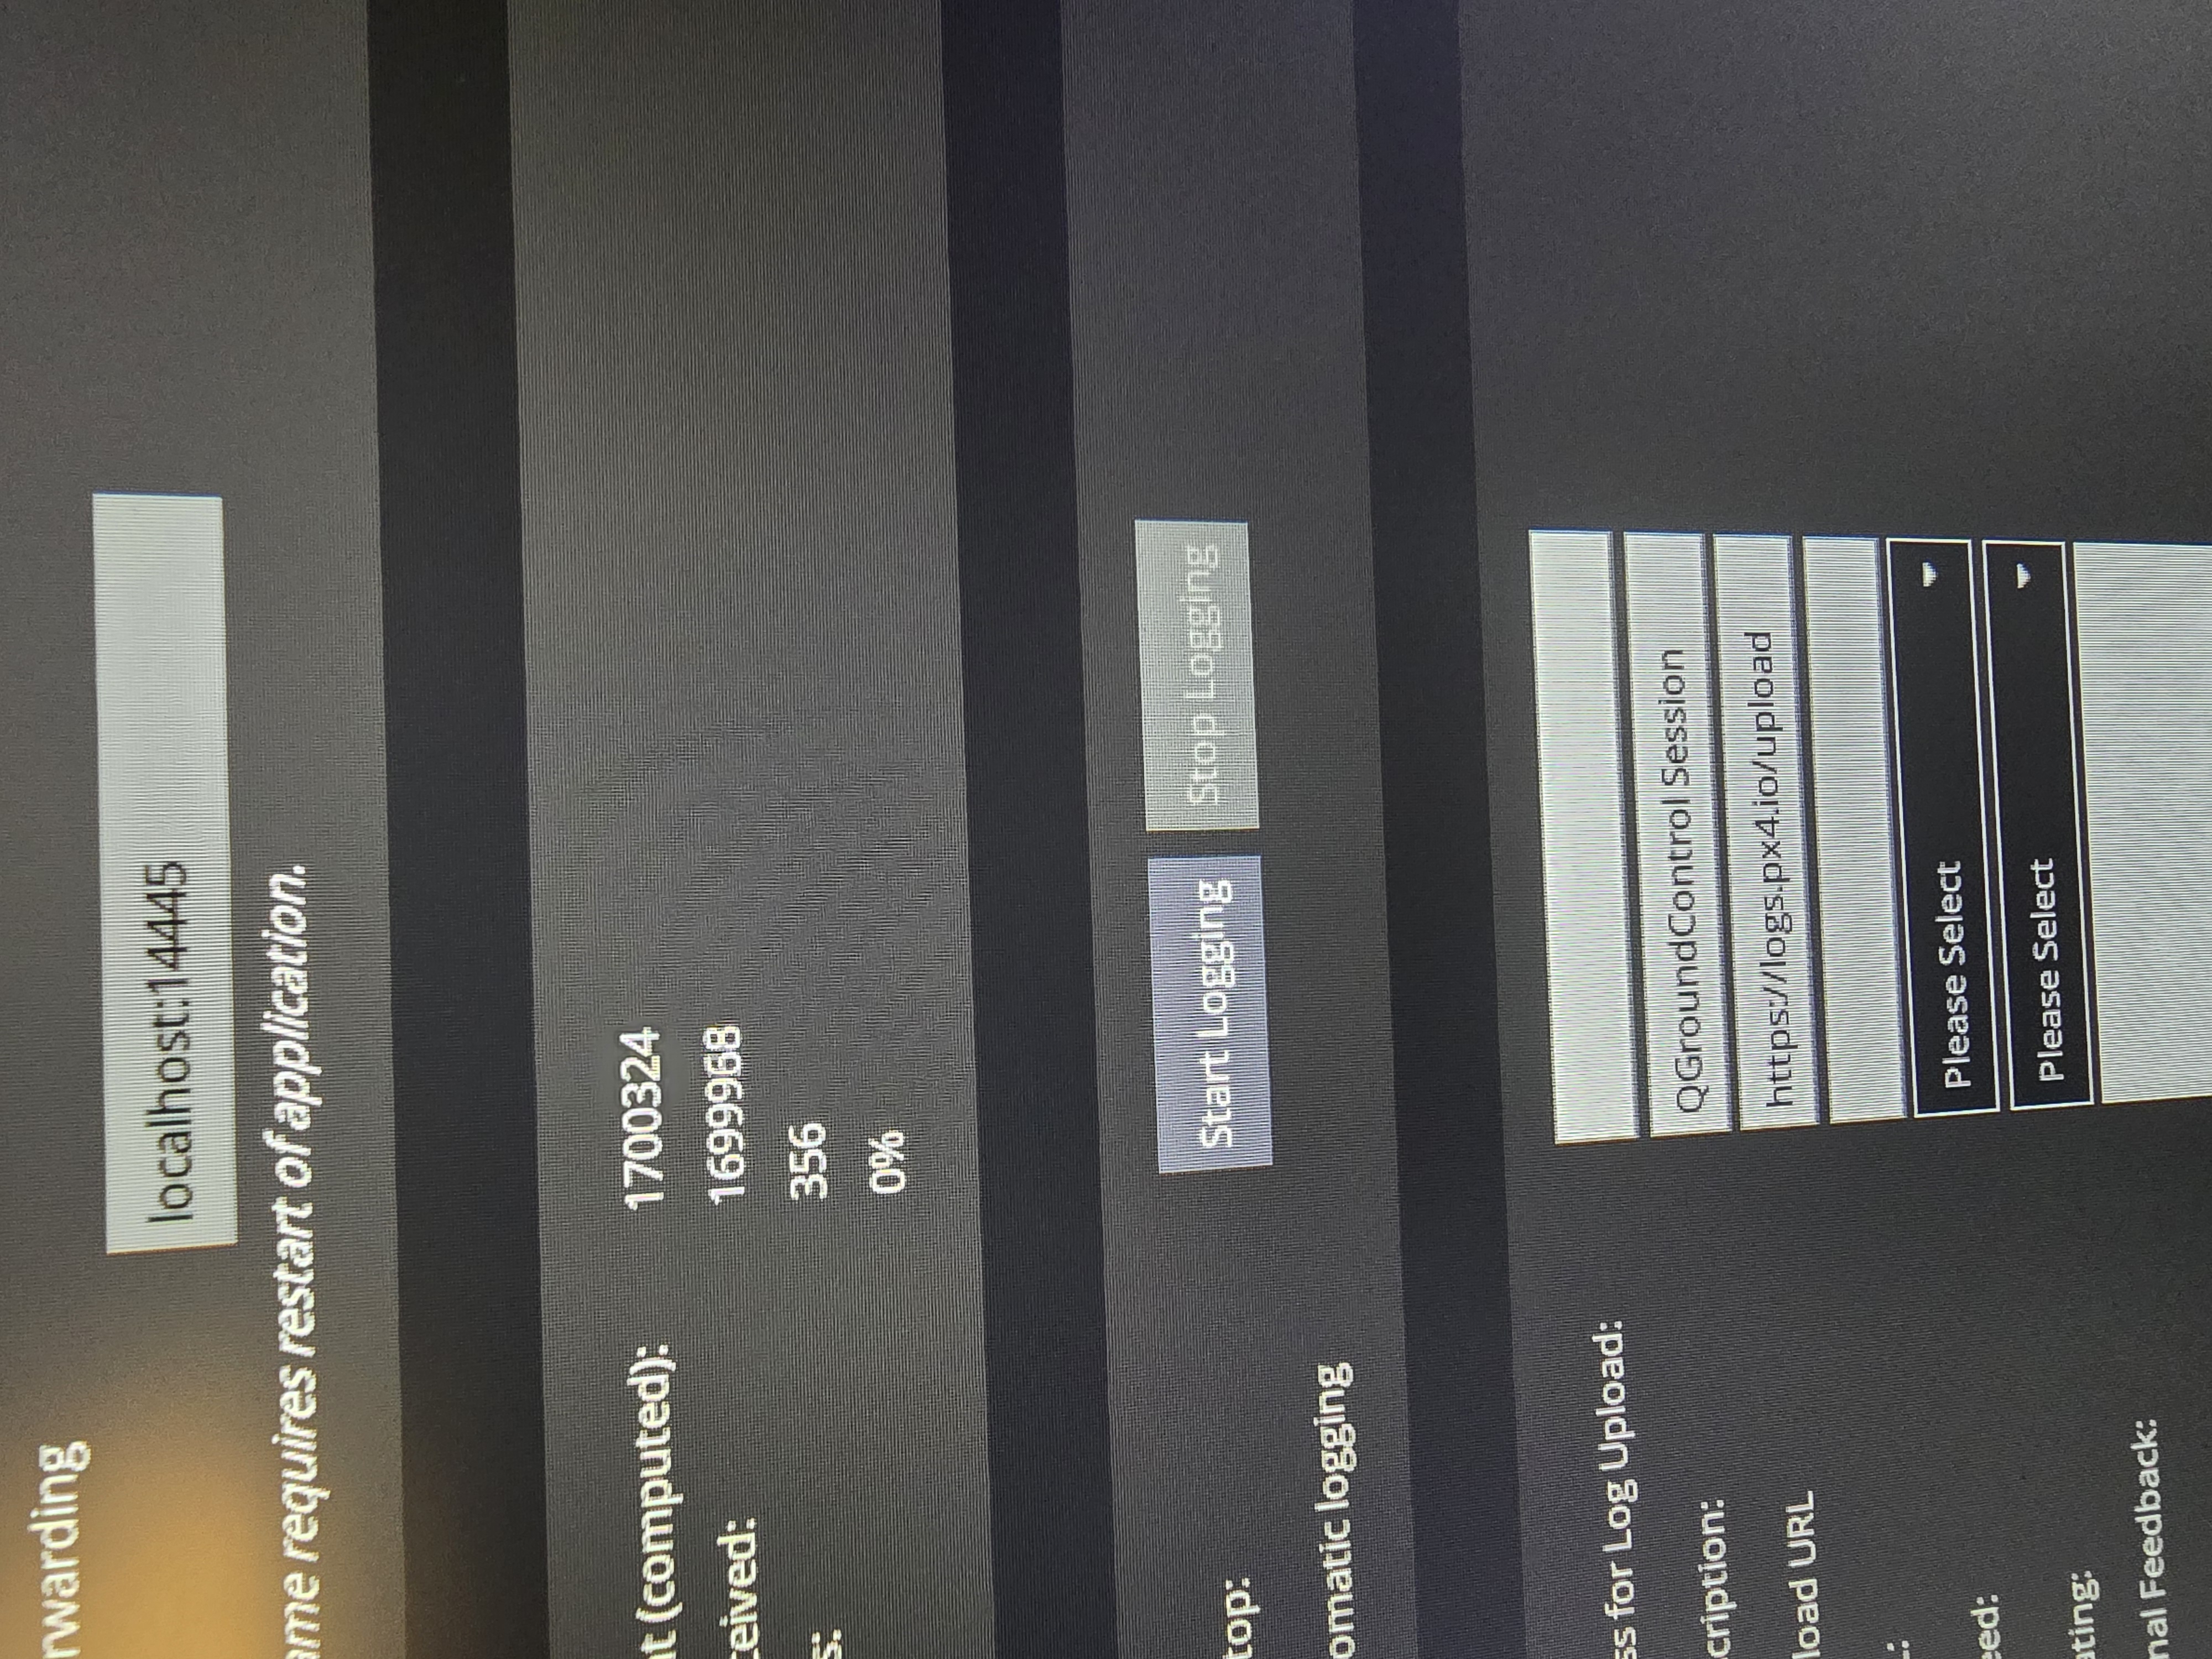 rwarding
localhost:14445
ame requires restart of application.
nt (computed): 1700324
ceived: 1699968
s: 356
0%
top: Start Logging Stop Logging
omatic logging
ss for Log Upload:
cription: QGroundControl Session
load URL https://logs.px4.io/upload
L:
eed: Please Select
ating: Please Select
nal Feedback: